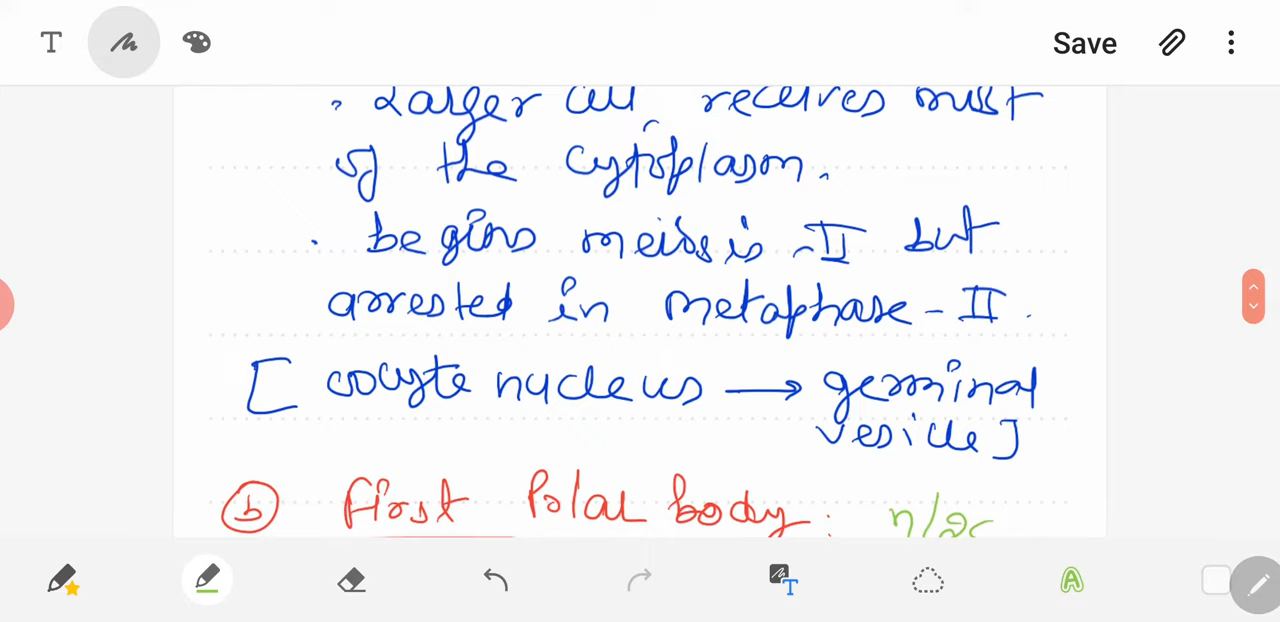 T Save
. Larger cell receives most
of the cytoplasm.
. begins meiosis -II but
arrested in metaphase - II .
[ oocyte nucleus → germinal
vesicle ]
b First Polar body : n/2c
T
A